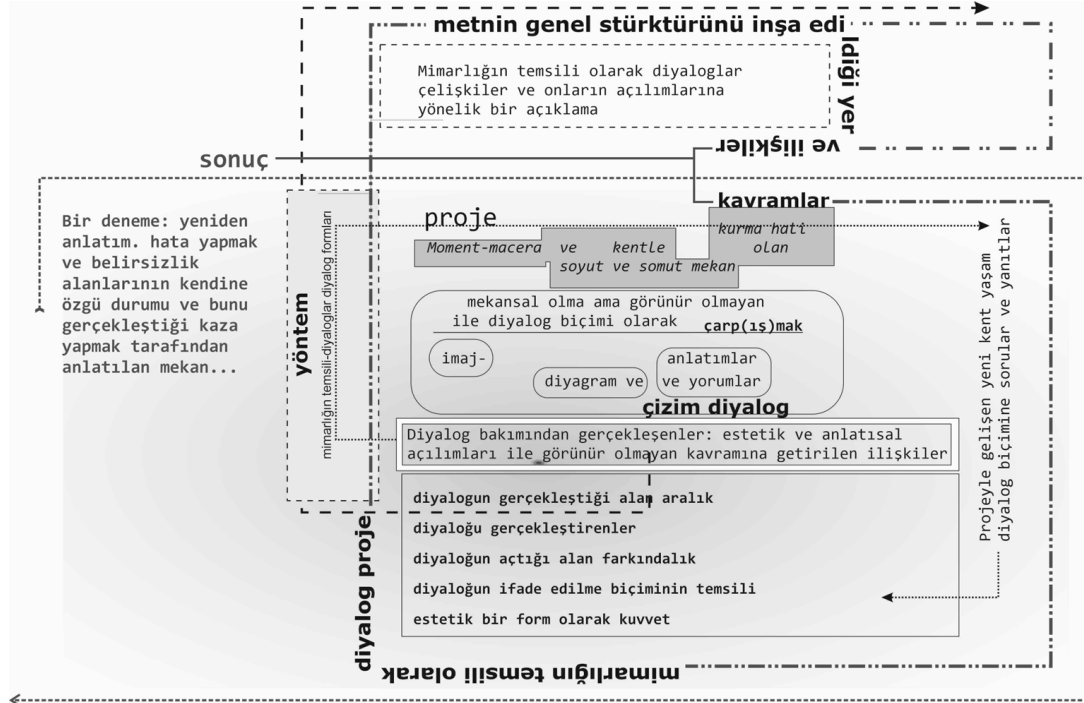 metnin genel stürktürünü inşa edi
ldiği yer
Mimarlığın temsili olarak diyaloglar
çelişkiler ve onların açılımlarına
yönelik bir açıklama
ve ilişkiler
sonuç
kavramlar
Bir deneme: yeniden
anlatım. hata yapmak
ve belirsizlik
alanlarının kendine
özgü durumu ve bunu
gerçekleştiği kaza
yapmak tarafından
anlatılan mekan...
yöntem
mimarlığın temsili-diyaloglar diyalog formları
proje
kurma hali
olan
Moment-macera ve kentle
soyut ve somut mekan
mekansal olma ama görünür olmayan
ile diyalog biçimi olarak çarp(ış)mak
imaj-
diyagram ve
anlatımlar
ve yorumlar
çizim diyalog
Diyalog bakımından gerçekleşenler: estetik ve anlatısal
açılımları ile görünür olmayan kavramına getirilen ilişkiler
diyalogun gerçekleştiği alan aralık
diyaloğu gerçekleştirenler
diyaloğun açtığı alan farkındalık
diyaloğun ifade edilme biçiminin temsili
estetik bir form olarak kuvvet
Projeyle gelişen yeni kent yaşam
diyalog biçimine sorular ve yanıtlar
diyalog proje
mimarlığın temsili olarak